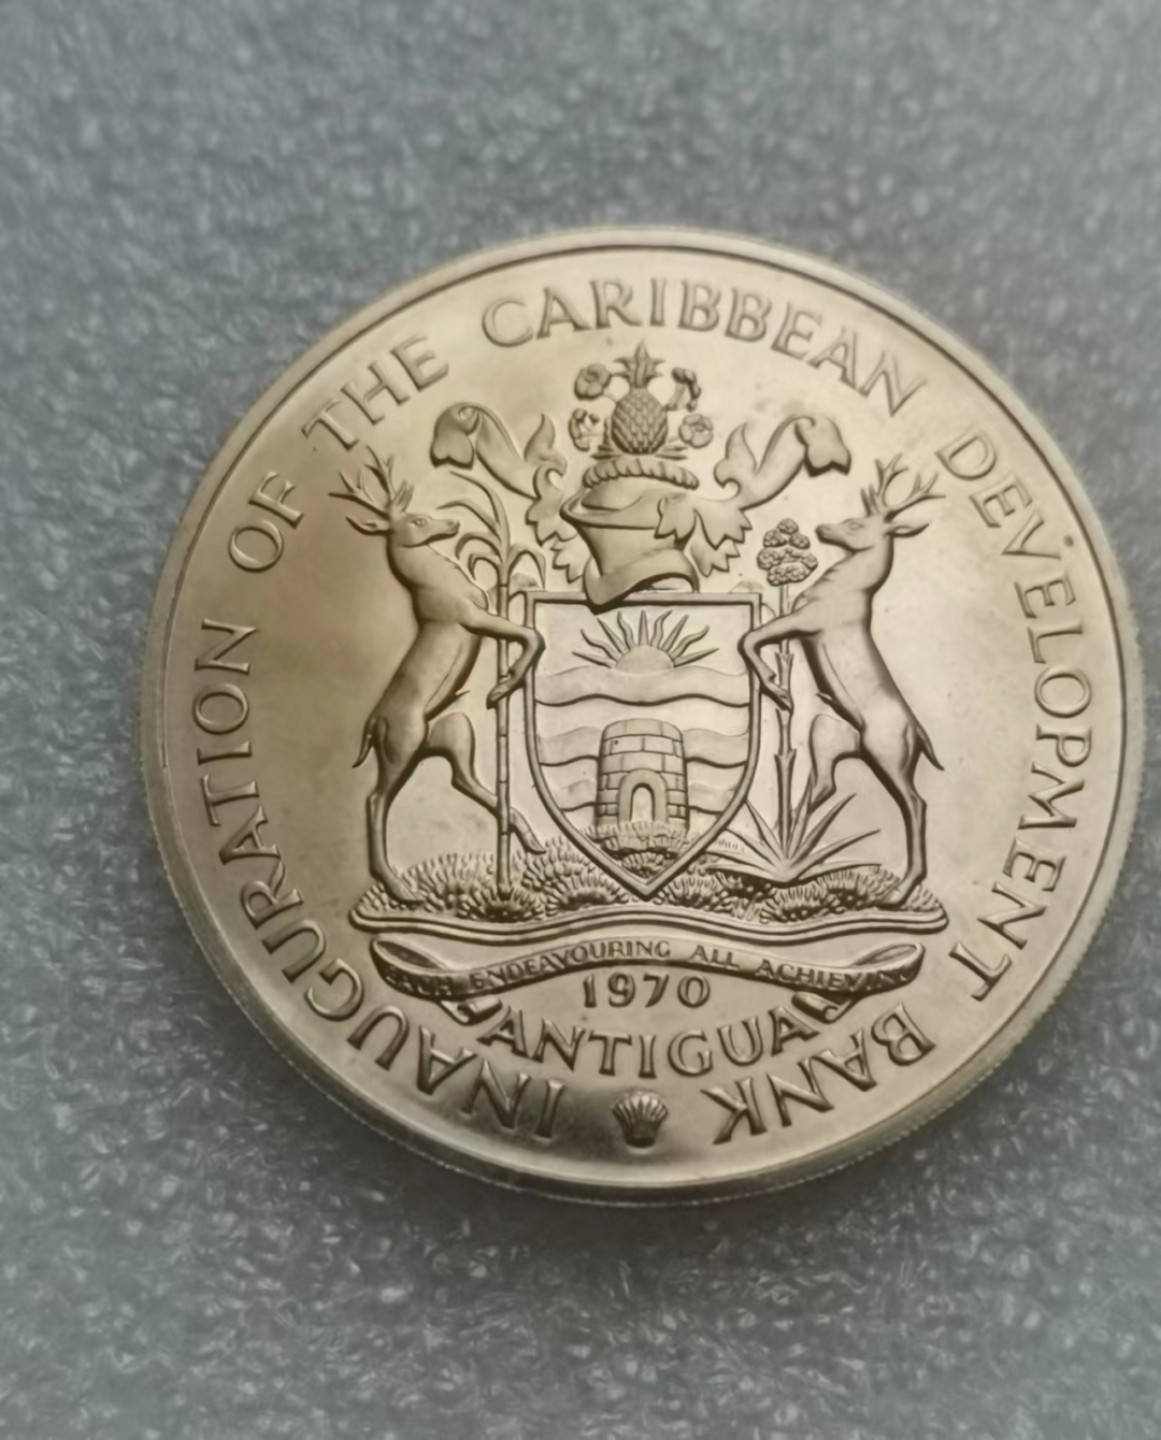 INAUGURATION OF THE CARIBBEAN DEVELOPMENT BANK
EACH ENDEAVOURING ALL ACHIEVING
1970
ANTIGUA